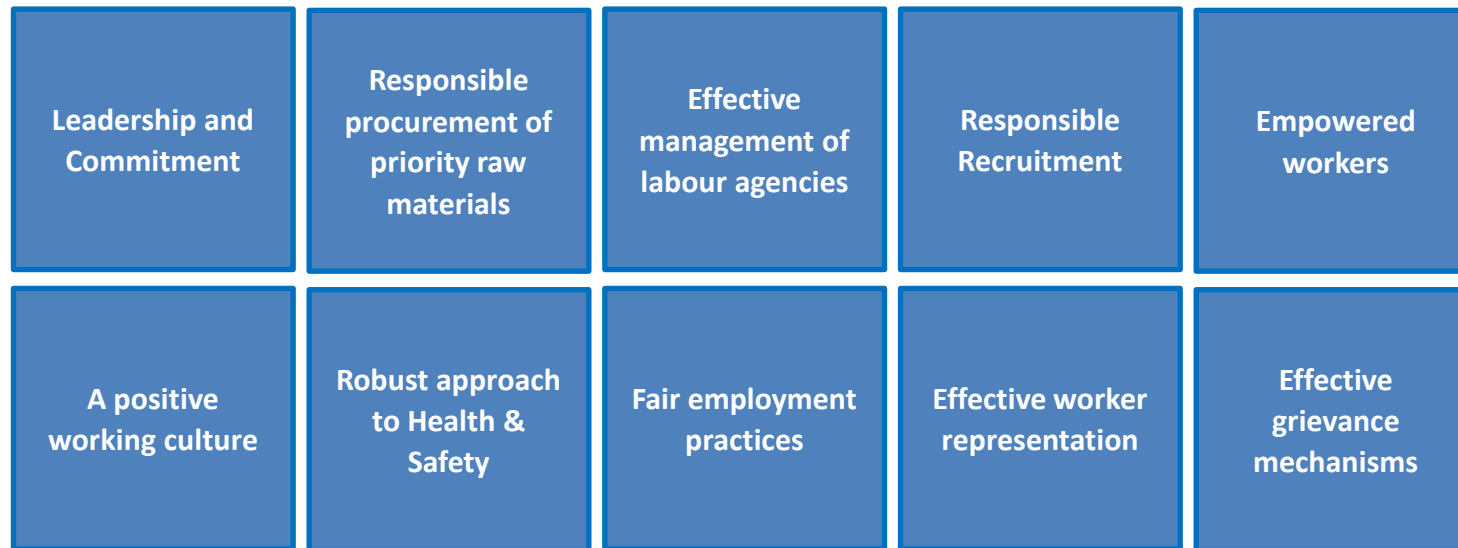 Leadership and
Commitment
Responsible
procurement of
priority raw
materials
Effective
management of
labour agencies
Responsible
Recruitment
Empowered
workers
A positive
working culture
Robust approach
to Health &
Safety
Fair employment
practices
Effective worker
representation
Effective
grievance
mechanisms